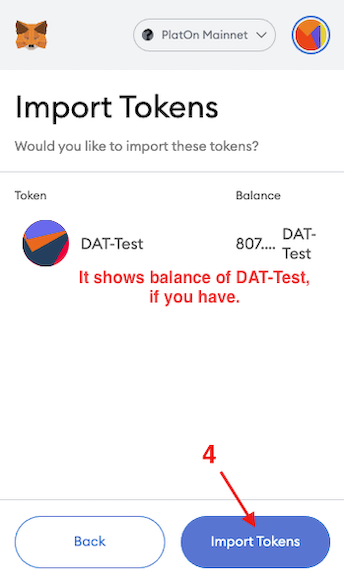 PlatOn Mainnet
Import Tokens
Would you like to import these tokens?
Token Balance
DAT-Test 807.... DAT-
Test
It shows balance of DAT-Test,
if you have.
4
Back Import Tokens